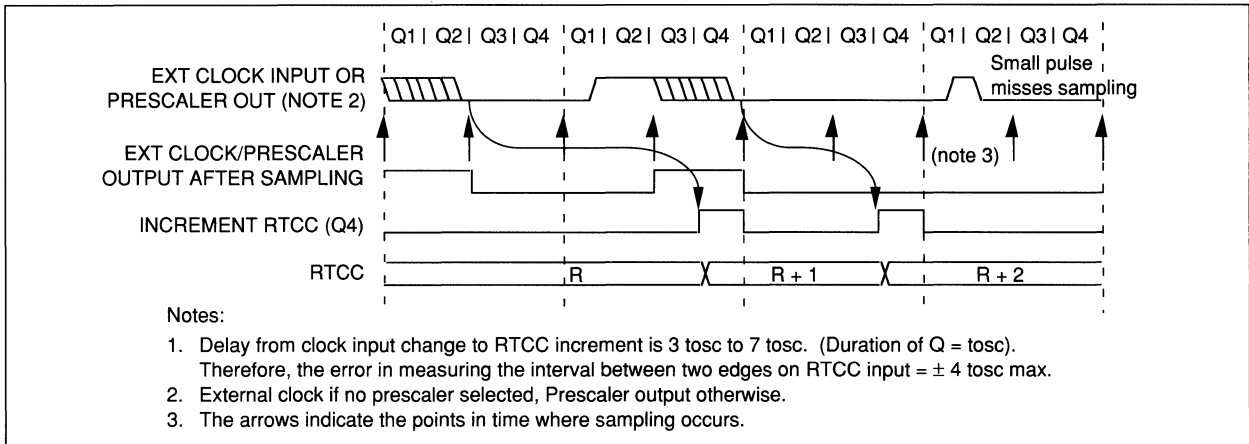 Q1 | Q2 | Q3 | Q4 Q1 | Q2 | Q3 | Q4 Q1 | Q2 | Q3 | Q4 Q1 | Q2 | Q3 | Q4
EXT CLOCK INPUT OR
PRESCALER OUT (NOTE 2)
Small pulse
misses sampling
EXT CLOCK/PRESCALER
OUTPUT AFTER SAMPLING
(note 3)
INCREMENT RTCC (Q4)
RTCC R R + 1 R + 2
Notes:
1. Delay from clock input change to RTCC increment is 3 tosc to 7 tosc. (Duration of Q = tosc).
Therefore, the error in measuring the interval between two edges on RTCC input = ± 4 tosc max.
2. External clock if no prescaler selected, Prescaler output otherwise.
3. The arrows indicate the points in time where sampling occurs.